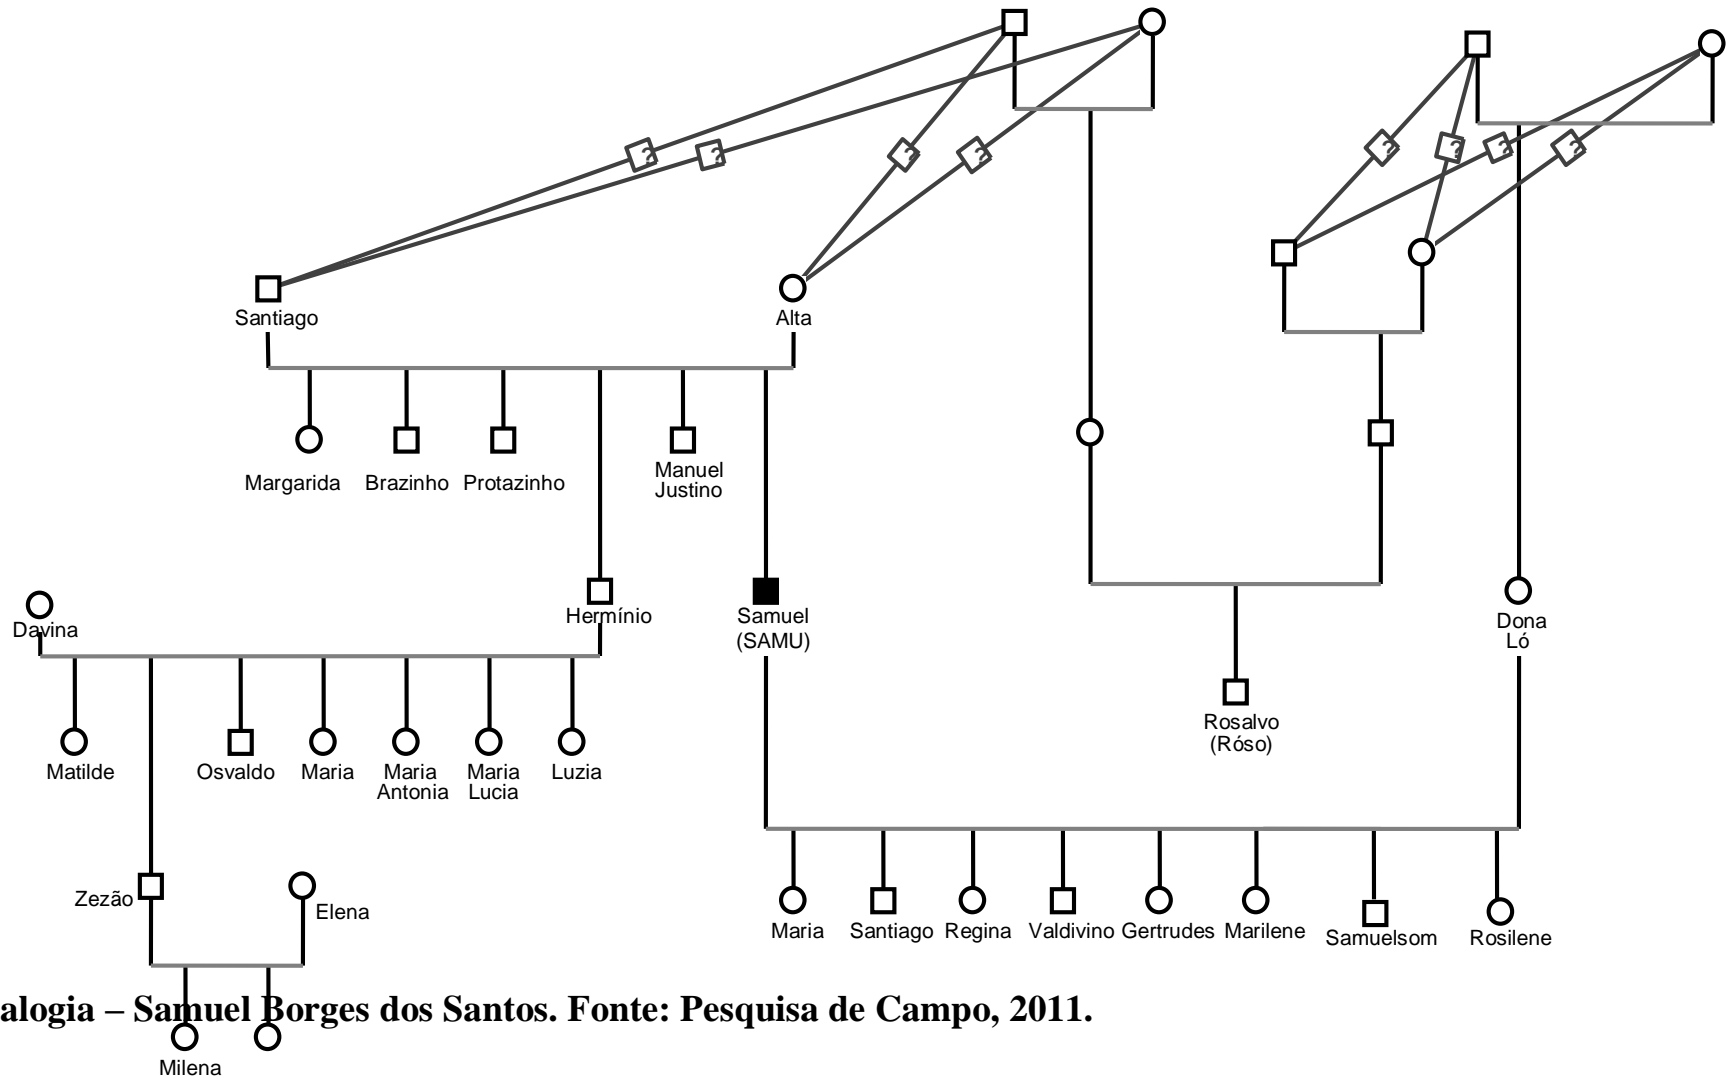 ?
?
?
?
?
?
?
?
Santiago
Alta
Margarida
Brazinho
Protazinho
Manuel
Justino
Davina
Hermínio
Samuel
(SAMU)
Dona
Ló
Rosalvo
(Róso)
Matilde
Osvaldo
Maria
Maria
Antonia
Maria
Lucia
Luzia
Zezão
Elena
Maria
Santiago
Regina
Valdivino
Gertrudes
Marilene
Samuelsom
Rosilene
alogia – Samuel Borges dos Santos. Fonte: Pesquisa de Campo, 2011.
Milena